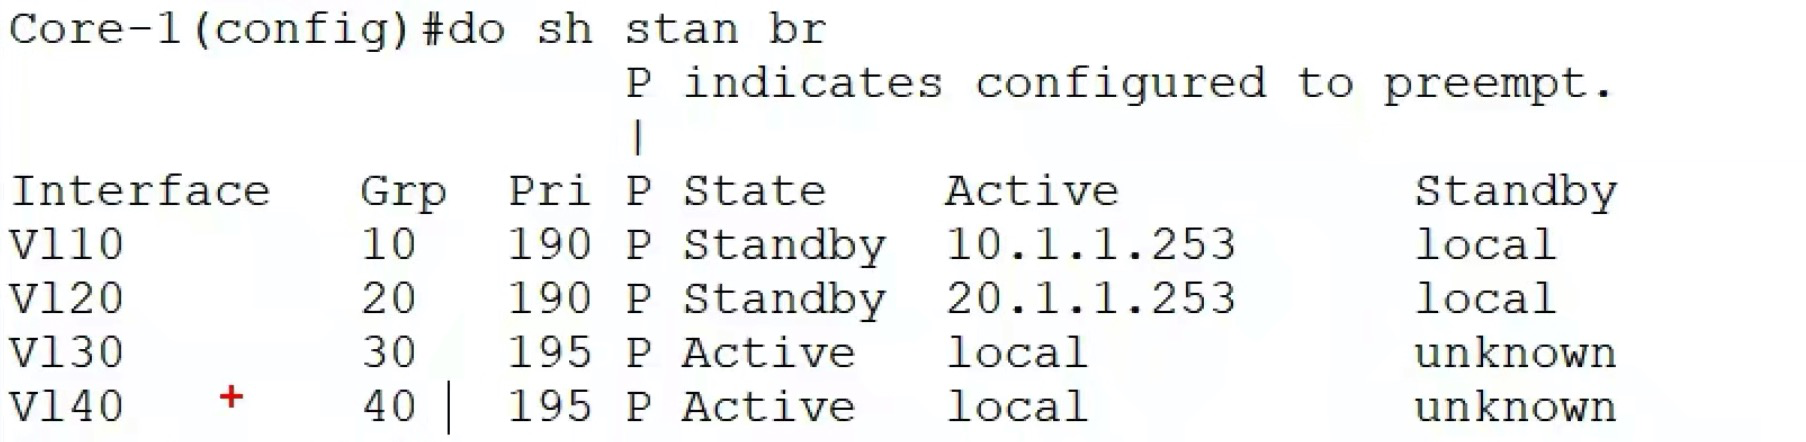 Core-1(config)#do sh stan br
P indicates configured to preempt.
|
Interface Grp Pri P State Active Standby
Vl10 10 190 P Standby 10.1.1.253 local
Vl20 20 190 P Standby 20.1.1.253 local
Vl30 30 195 P Active local unknown
Vl40 40 195 P Active local unknown